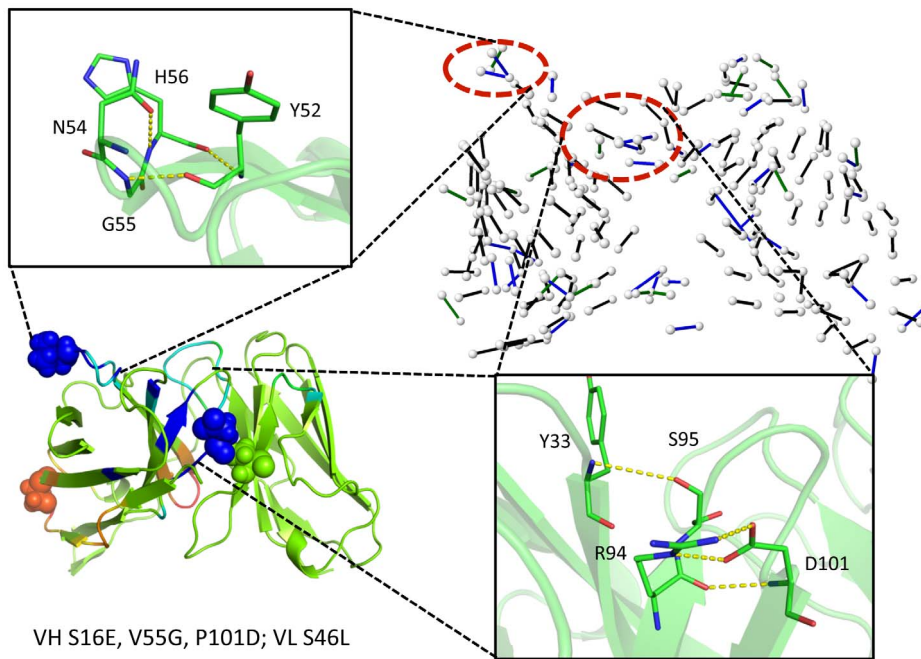 H56
Y52
N54
G55
Y33
S95
R94
D101
VH S16E, V55G, P101D; VL S46L